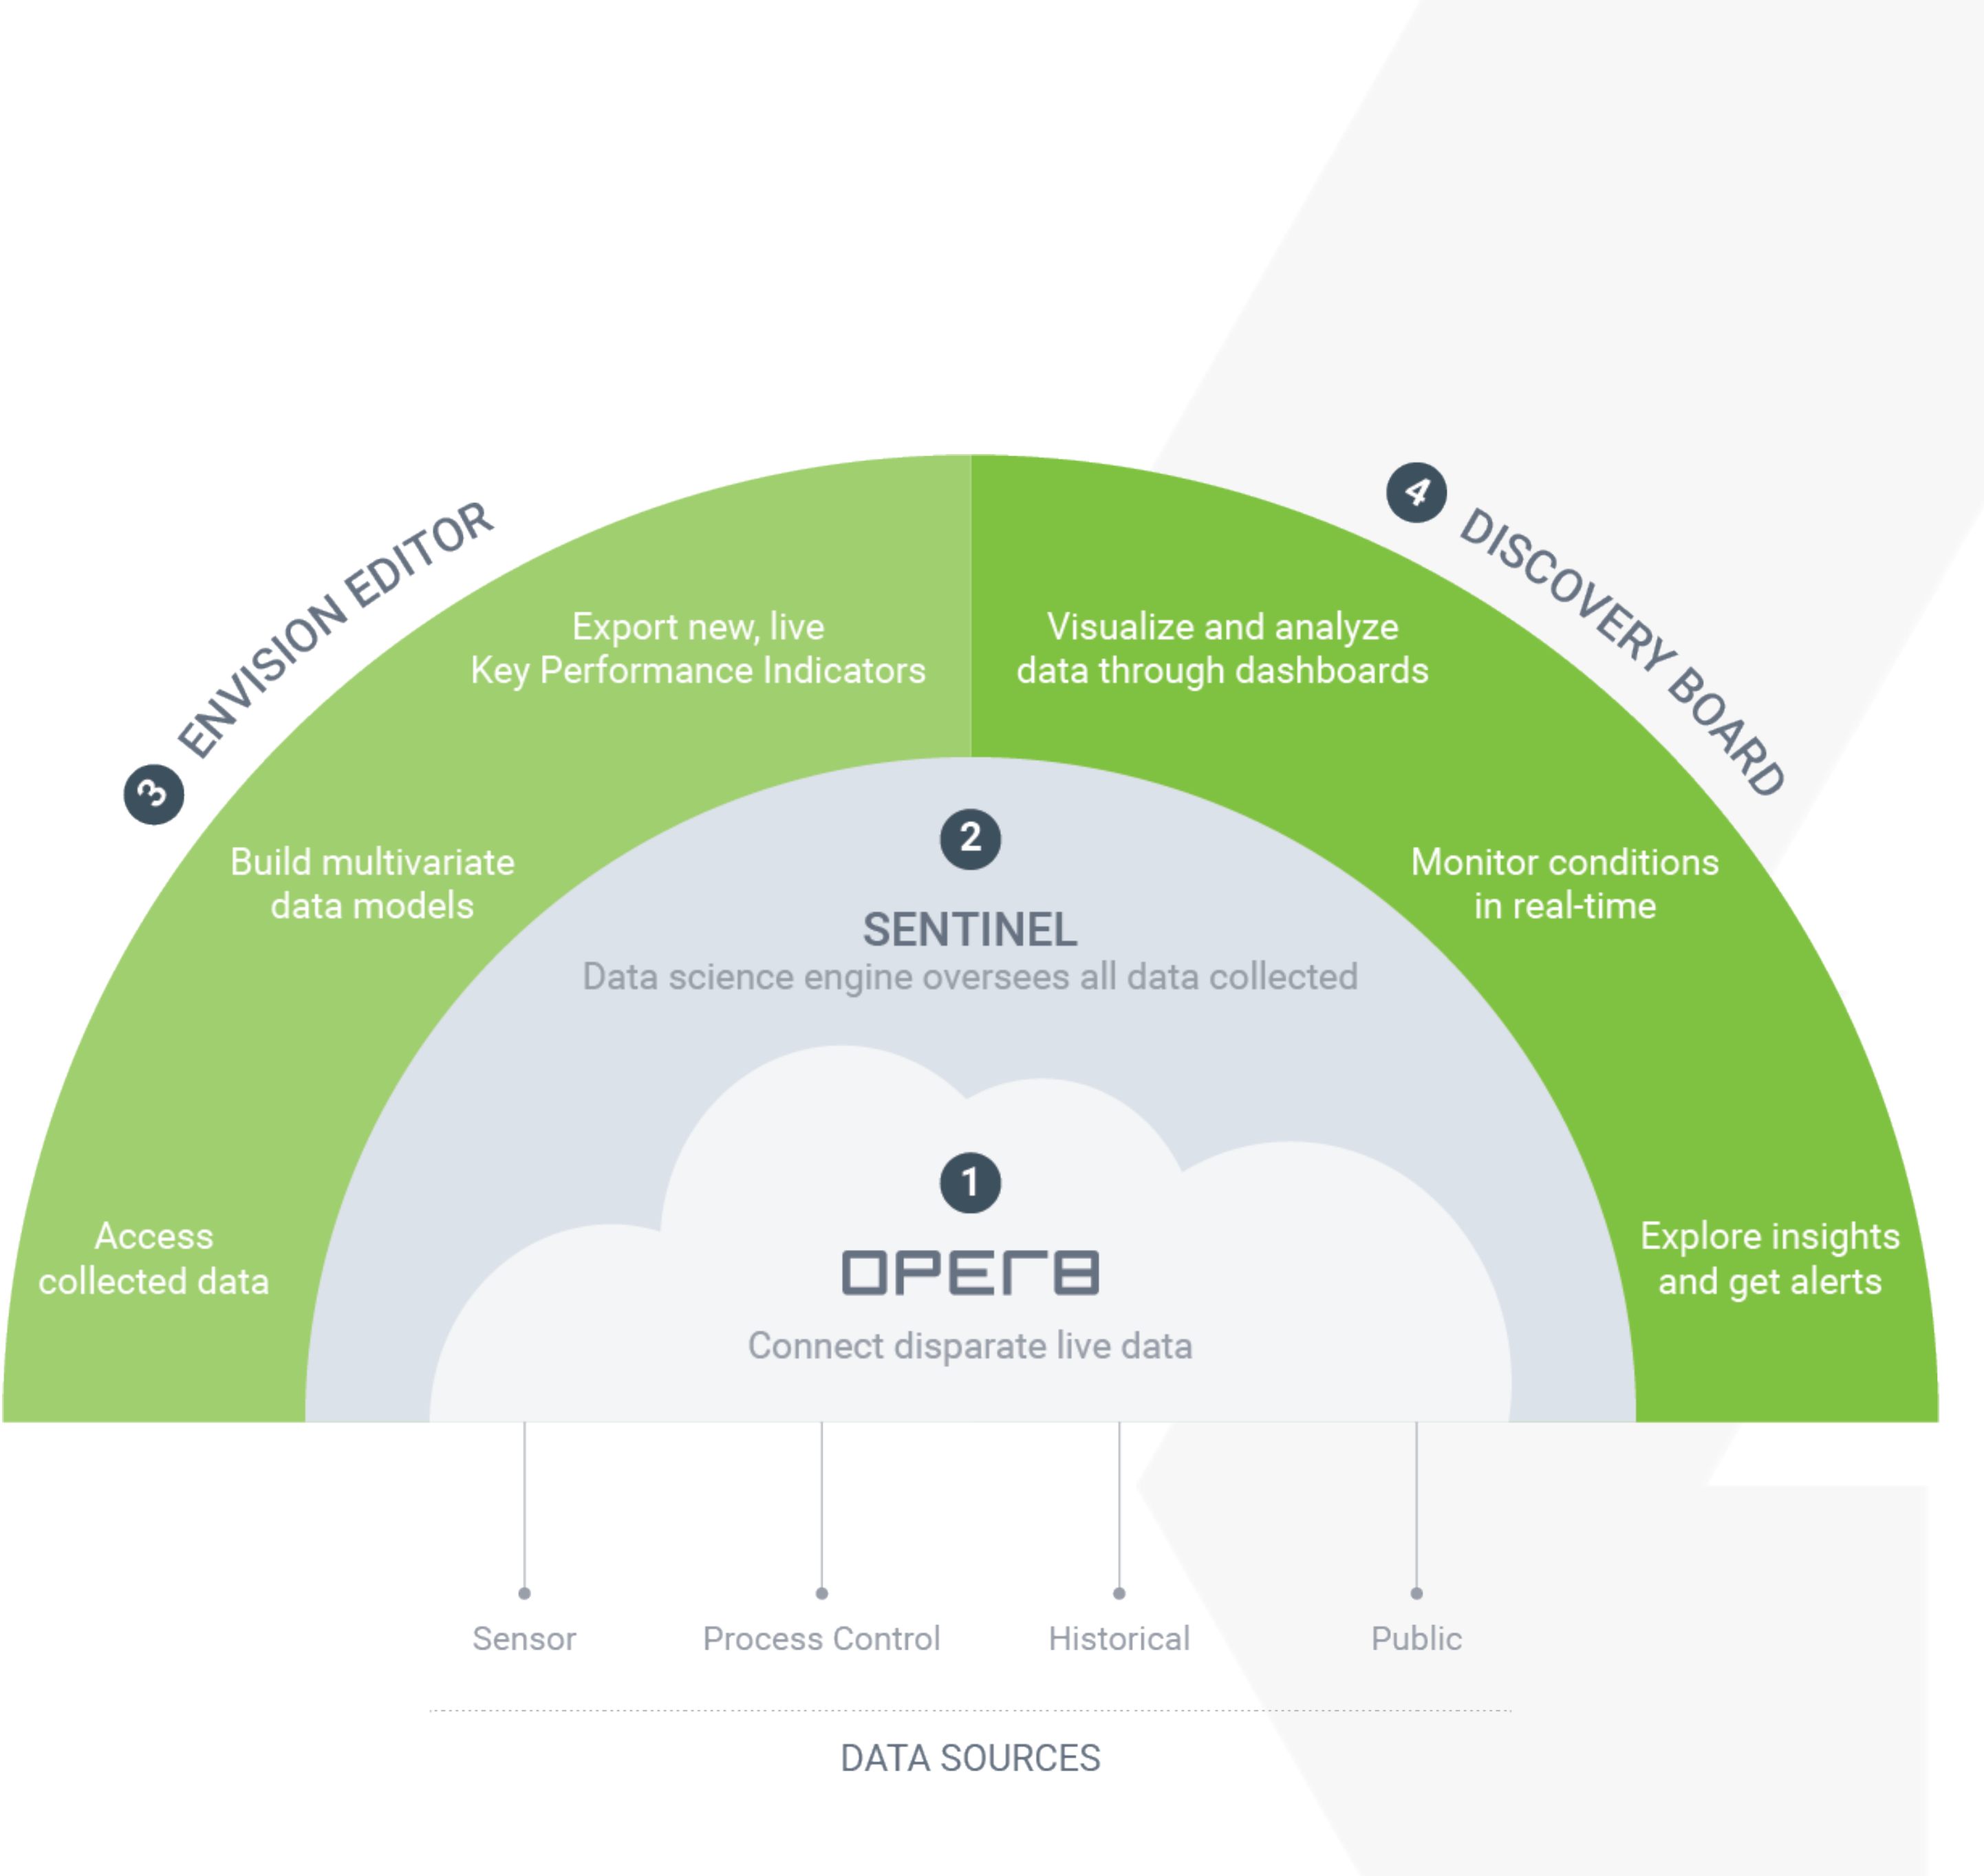 3 ENVISION EDITOR
4 DISCOVERY BOARD
Export new, live
Key Performance Indicators
Visualize and analyze
data through dashboards
Build multivariate
data models
Monitor conditions
in real-time
Access
collected data
Explore insights
and get alerts
2
SENTINEL
Data science engine oversees all data collected
1
OPER8
Connect disparate live data
Sensor
Process Control
Historical
Public
DATA SOURCES